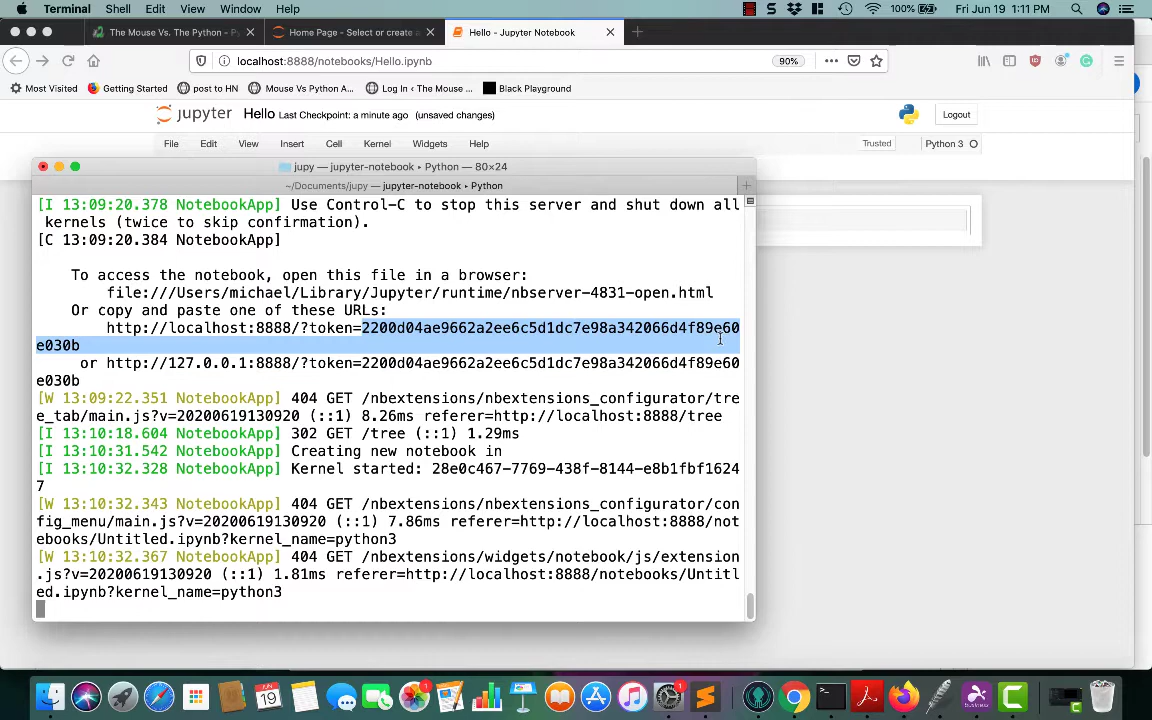 Terminal Shell Edit View Window Help 100% Fri Jun 19 1:11 PM
The Mouse Vs. The Python - P Home Page - Select or create a Hello - Jupyter Notebook
localhost:8888/notebooks/Hello.ipynb 90%
Most Visited Getting Started post to HN Mouse Vs Python A... Log In ‹ The Mouse ... Black Playground
jupyter Hello Last Checkpoint: a minute ago (unsaved changes) Logout
File Edit View Insert Cell Kernel Widgets Help Trusted Python 3
jupy — jupyter-notebook ▸ Python — 80×24
~/Documents/jupy — jupyter-notebook ▸ Python
[I 13:09:20.378 NotebookApp] Use Control-C to stop this server and shut down all
kernels (twice to skip confirmation).
[C 13:09:20.384 NotebookApp]
To access the notebook, open this file in a browser:
file:///Users/michael/Library/Jupyter/runtime/nbserver-4831-open.html
Or copy and paste one of these URLs:
http://localhost:8888/?token=2200d04ae9662a2ee6c5d1dc7e98a342066d4f89e60
e030b
or http://127.0.0.1:8888/?token=2200d04ae9662a2ee6c5d1dc7e98a342066d4f89e60
e030b
[W 13:09:22.351 NotebookApp] 404 GET /nbextensions/nbextensions_configurator/tre
e_tab/main.js?v=20200619130920 (::1) 8.26ms referer=http://localhost:8888/tree
[I 13:10:18.604 NotebookApp] 302 GET /tree (::1) 1.29ms
[I 13:10:31.542 NotebookApp] Creating new notebook in
[I 13:10:32.328 NotebookApp] Kernel started: 28e0c467-7769-438f-8144-e8b1fbf1624
7
[W 13:10:32.343 NotebookApp] 404 GET /nbextensions/nbextensions_configurator/con
fig_menu/main.js?v=20200619130920 (::1) 7.86ms referer=http://localhost:8888/not
ebooks/Untitled.ipynb?kernel_name=python3
[W 13:10:32.367 NotebookApp] 404 GET /nbextensions/widgets/notebook/js/extension
.js?v=20200619130920 (::1) 1.81ms referer=http://localhost:8888/notebooks/Untitl
ed.ipynb?kernel_name=python3